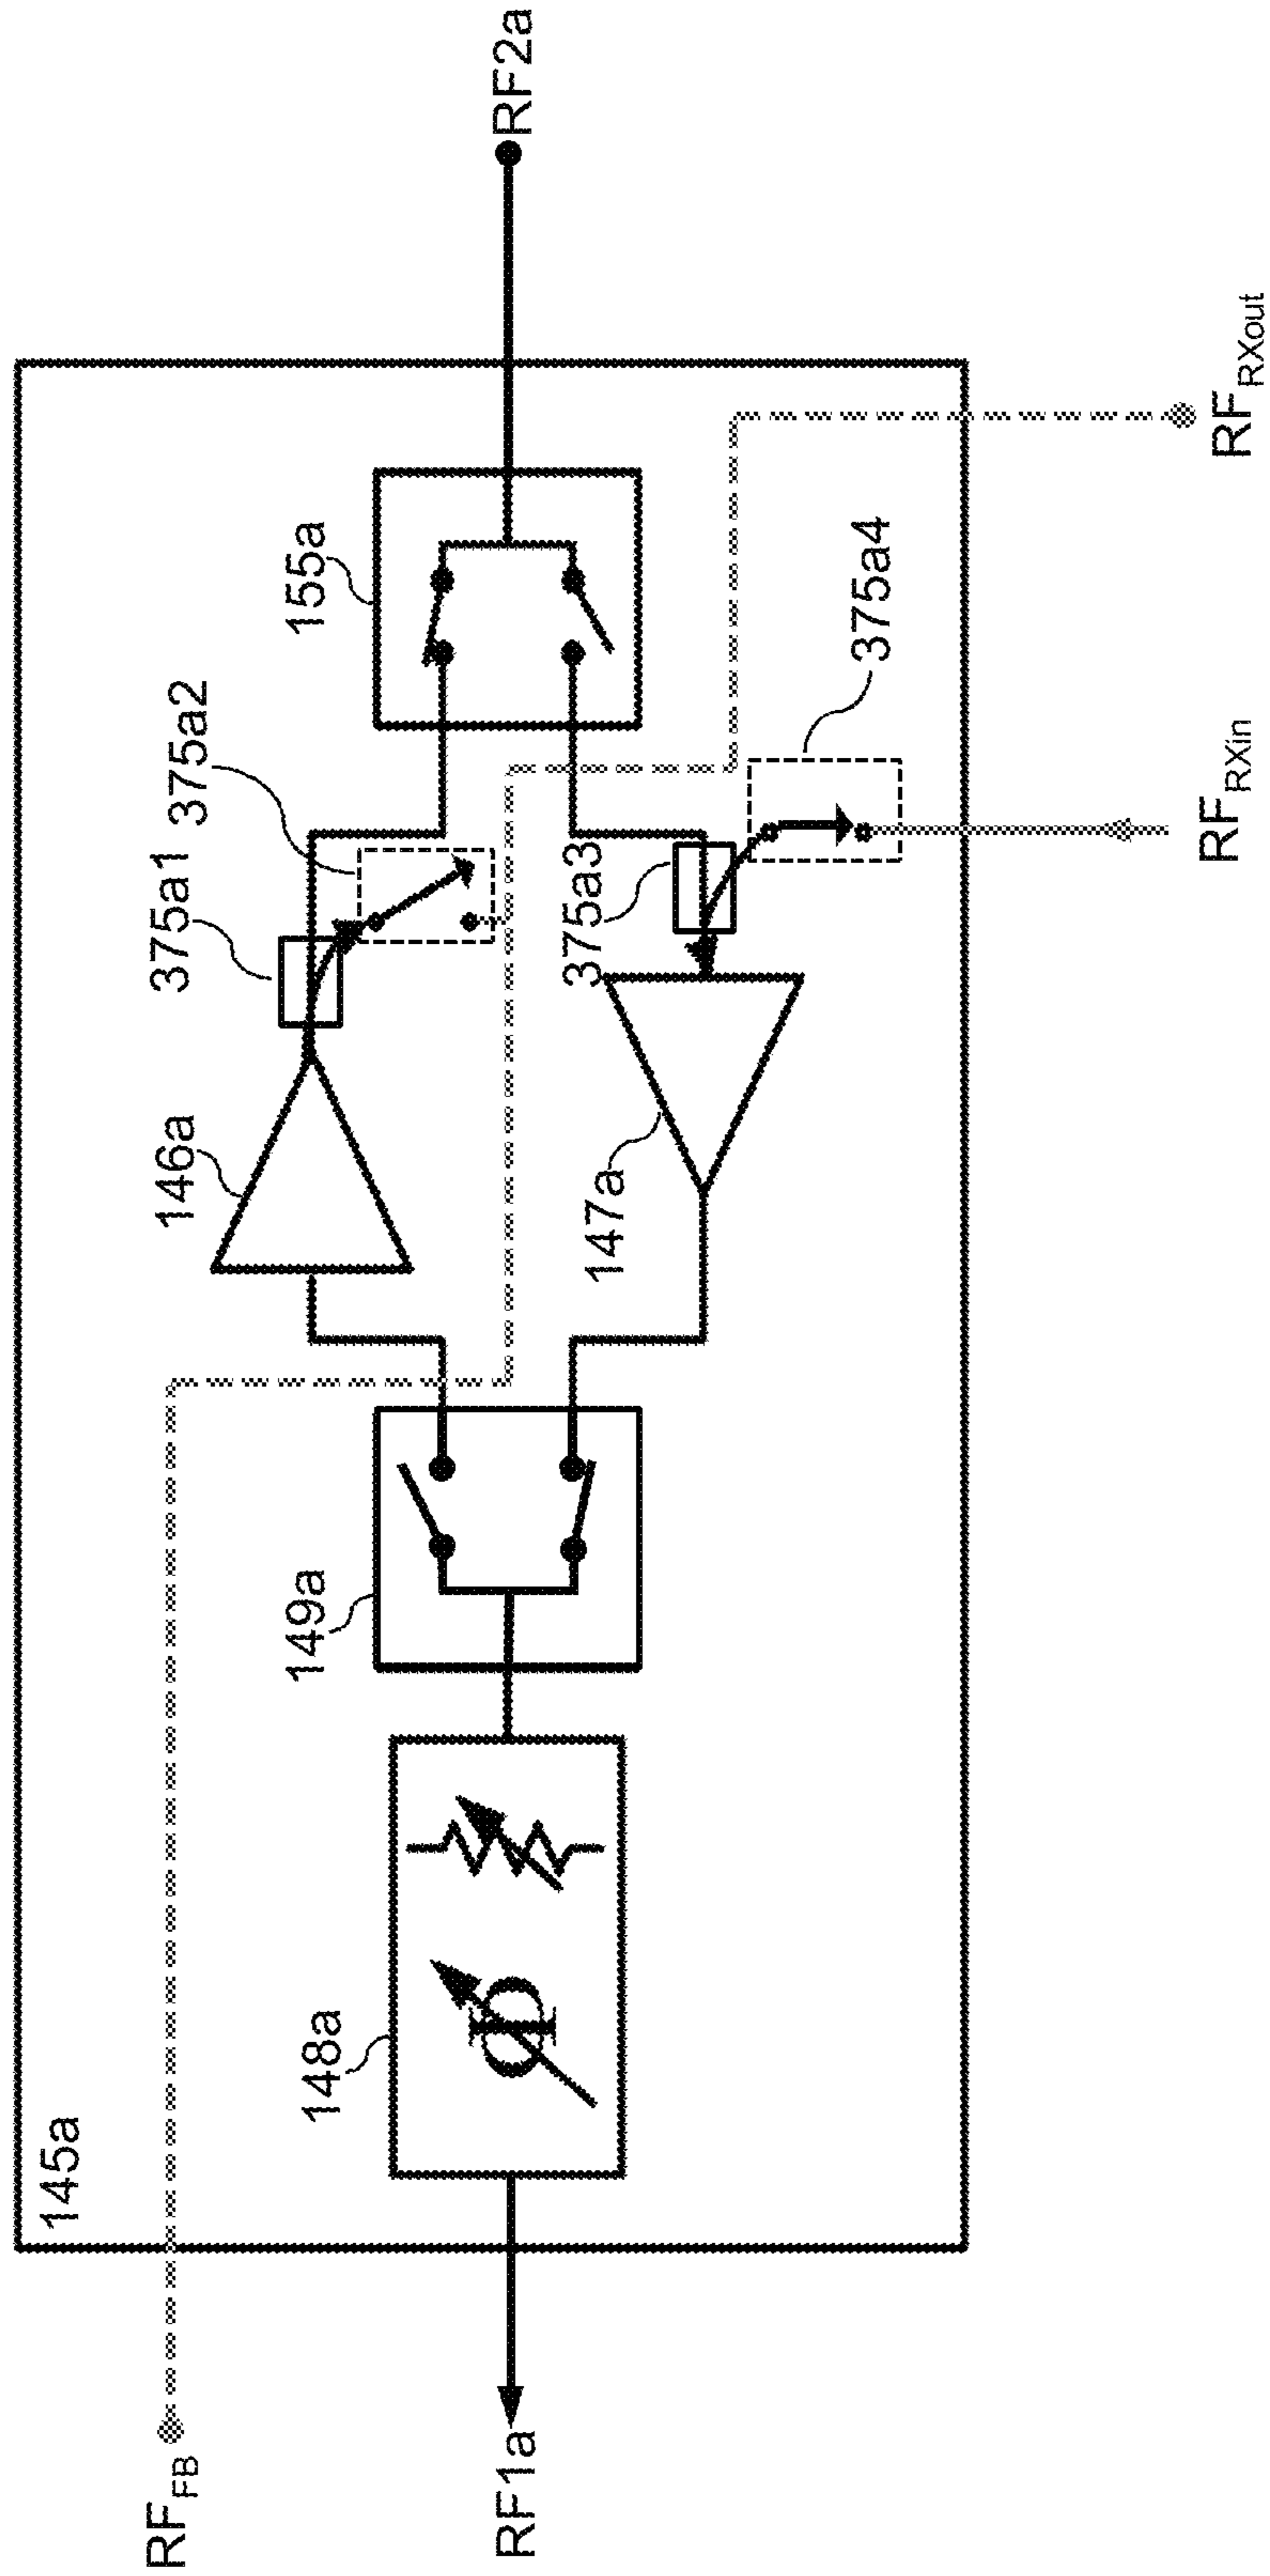 145a
RF_FB
RF1a
148a
149a
146a
147a
375a1
375a2
375a3
155a
375a4
RF2a
RF_RXin
RF_RXout
Φ